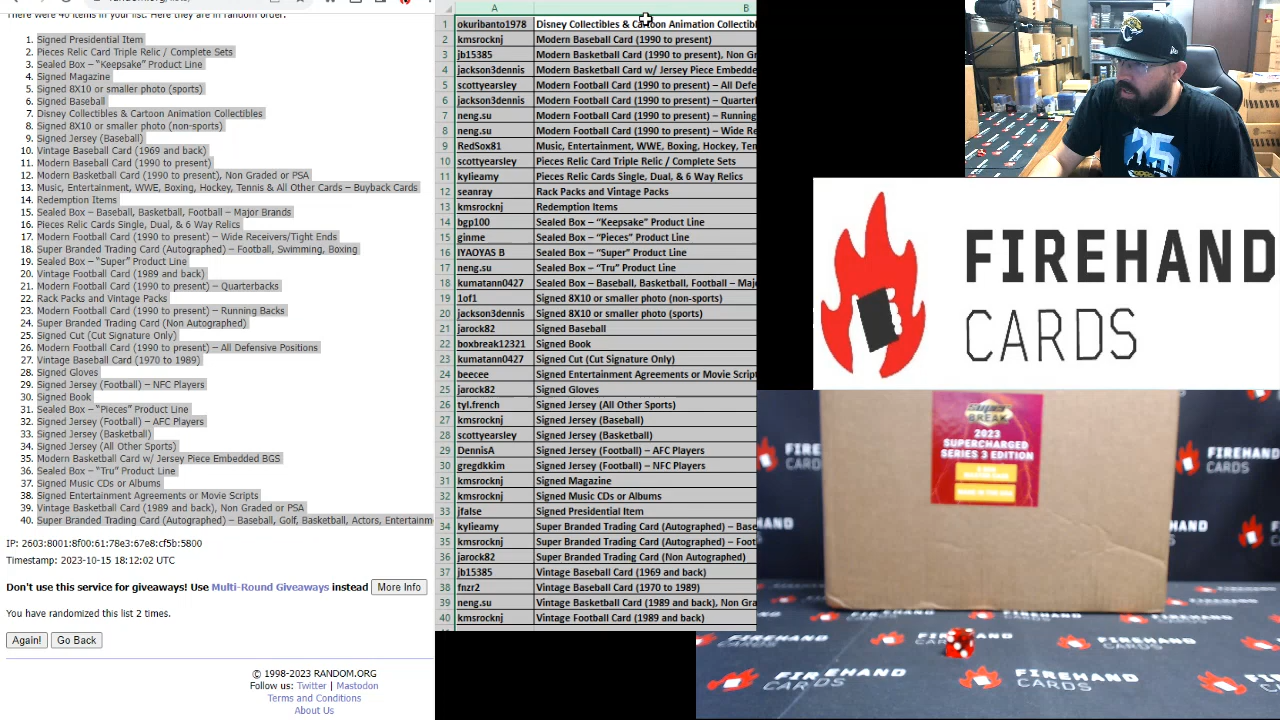 random.org/lists/
There were 40 items in your list. Here they are in random order:
1. Signed Presidential Item
2. Pieces Relic Card Triple Relic / Complete Sets
3. Sealed Box – “Keepsake” Product Line
4. Signed Magazine
5. Signed 8X10 or smaller photo (sports)
6. Signed Baseball
7. Disney Collectibles & Cartoon Animation Collectibles
8. Signed 8X10 or smaller photo (non-sports)
9. Signed Jersey (Baseball)
10. Vintage Baseball Card (1969 and back)
11. Modern Baseball Card (1990 to present)
12. Modern Basketball Card (1990 to present), Non Graded or PSA
13. Music, Entertainment, WWE, Boxing, Hockey, Tennis & All Other Cards – Buyback Cards
14. Redemption Items
15. Sealed Box – Baseball, Basketball, Football – Major Brands
16. Pieces Relic Cards Single, Dual, & 6 Way Relics
17. Modern Football Card (1990 to present) – Wide Receivers/Tight Ends
18. Super Branded Trading Card (Autographed) – Football, Swimming, Boxing
19. Sealed Box – “Super” Product Line
20. Vintage Football Card (1989 and back)
21. Modern Football Card (1990 to present) – Quarterbacks
22. Rack Packs and Vintage Packs
23. Modern Football Card (1990 to present) – Running Backs
24. Super Branded Trading Card (Non Autographed)
25. Signed Cut (Cut Signature Only)
26. Modern Football Card (1990 to present) – All Defensive Positions
27. Vintage Baseball Card (1970 to 1989)
28. Signed Gloves
29. Signed Jersey (Football) – NFC Players
30. Signed Book
31. Sealed Box – “Pieces” Product Line
32. Signed Jersey (Football) – AFC Players
33. Signed Jersey (Basketball)
34. Signed Jersey (All Other Sports)
35. Modern Basketball Card w/ Jersey Piece Embedded BGS
36. Sealed Box – “Tru” Product Line
37. Signed Music CDs or Albums
38. Signed Entertainment Agreements or Movie Scripts
39. Vintage Basketball Card (1989 and back), Non Graded or PSA
40. Super Branded Trading Card (Autographed) – Baseball, Golf, Basketball, Actors, Entertainm
IP: 2603:8001:8f00:61:78e3:67e8:cf5b:5800
Timestamp: 2023-10-15 18:12:02 UTC
Don't use this service for giveaways! Use Multi-Round Giveaways instead More Info
You have randomized this list 2 times.
Again! Go Back
© 1998-2023 RANDOM.ORG
Follow us: Twitter | Mastodon
Terms and Conditions
About Us
A B
1 okuribanto1978 Disney Collectibles & Cartoon Animation Collectibl
2 kmsrocknj Modern Baseball Card (1990 to present)
3 jb15385 Modern Basketball Card (1990 to present), Non Gr
4 jackson3dennis Modern Basketball Card w/ Jersey Piece Embedde
5 scottyearsley Modern Football Card (1990 to present) – All Defe
6 jackson3dennis Modern Football Card (1990 to present) – Quarter
7 neng.su Modern Football Card (1990 to present) – Running
8 neng.su Modern Football Card (1990 to present) – Wide Re
9 RedSox81 Music, Entertainment, WWE, Boxing, Hockey, Ten
10 scottyearsley Pieces Relic Card Triple Relic / Complete Sets
11 kylieamy Pieces Relic Cards Single, Dual, & 6 Way Relics
12 seanray Rack Packs and Vintage Packs
13 kmsrocknj Redemption Items
14 bgp100 Sealed Box – “Keepsake” Product Line
15 ginme Sealed Box – “Pieces” Product Line
16 IYAOYAS B Sealed Box – “Super” Product Line
17 neng.su Sealed Box – “Tru” Product Line
18 kumatann0427 Sealed Box – Baseball, Basketball, Football – Majo
19 1of1 Signed 8X10 or smaller photo (non-sports)
20 jackson3dennis Signed 8X10 or smaller photo (sports)
21 jarock82 Signed Baseball
22 boxbreak12321 Signed Book
23 kumatann0427 Signed Cut (Cut Signature Only)
24 beecee Signed Entertainment Agreements or Movie Script
25 jarock82 Signed Gloves
26 tyl.french Signed Jersey (All Other Sports)
27 kmsrocknj Signed Jersey (Baseball)
28 scottyearsley Signed Jersey (Basketball)
29 DennisA Signed Jersey (Football) – AFC Players
30 gregdkkim Signed Jersey (Football) – NFC Players
31 kmsrocknj Signed Magazine
32 kmsrocknj Signed Music CDs or Albums
33 jfalse Signed Presidential Item
34 kylieamy Super Branded Trading Card (Autographed) – Base
35 kmsrocknj Super Branded Trading Card (Autographed) – Foot
36 jarock82 Super Branded Trading Card (Non Autographed)
37 jb15385 Vintage Baseball Card (1969 and back)
38 fnzr2 Vintage Baseball Card (1970 to 1989)
39 neng.su Vintage Basketball Card (1989 and back), Non Gra
40 kmsrocknj Vintage Football Card (1989 and back)
FIREHAND
CARDS
Super
BREAK
2023
SUPERCHARGED
SERIES 3 EDITION
FIREHAND
CARDS
FIREHAND
CARDS